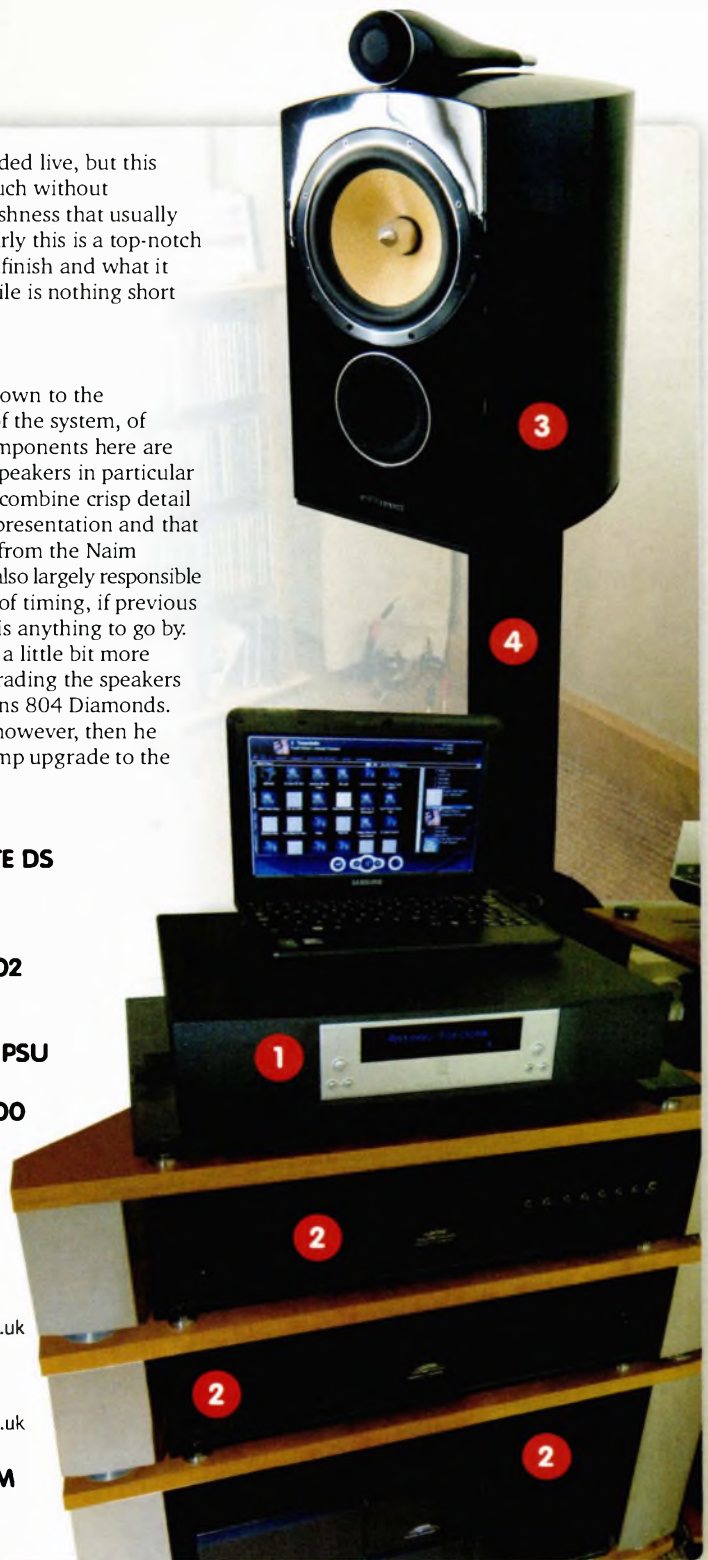 ded live, but this
uch without
shness that usually
rly this is a top-notch
finish and what it
ile is nothing short
own to the
of the system, of
mponents here are
peakers in particular
combine crisp detail
presentation and that
from the Naim
also largely responsible
of timing, if previous
is anything to go by.
a little bit more
rading the speakers
ns 804 Diamonds.
however, then he
mp upgrade to the
TE DS
02
PSU
00
.uk
.uk
M
3
4
SAMSUNG
1
2
2
2